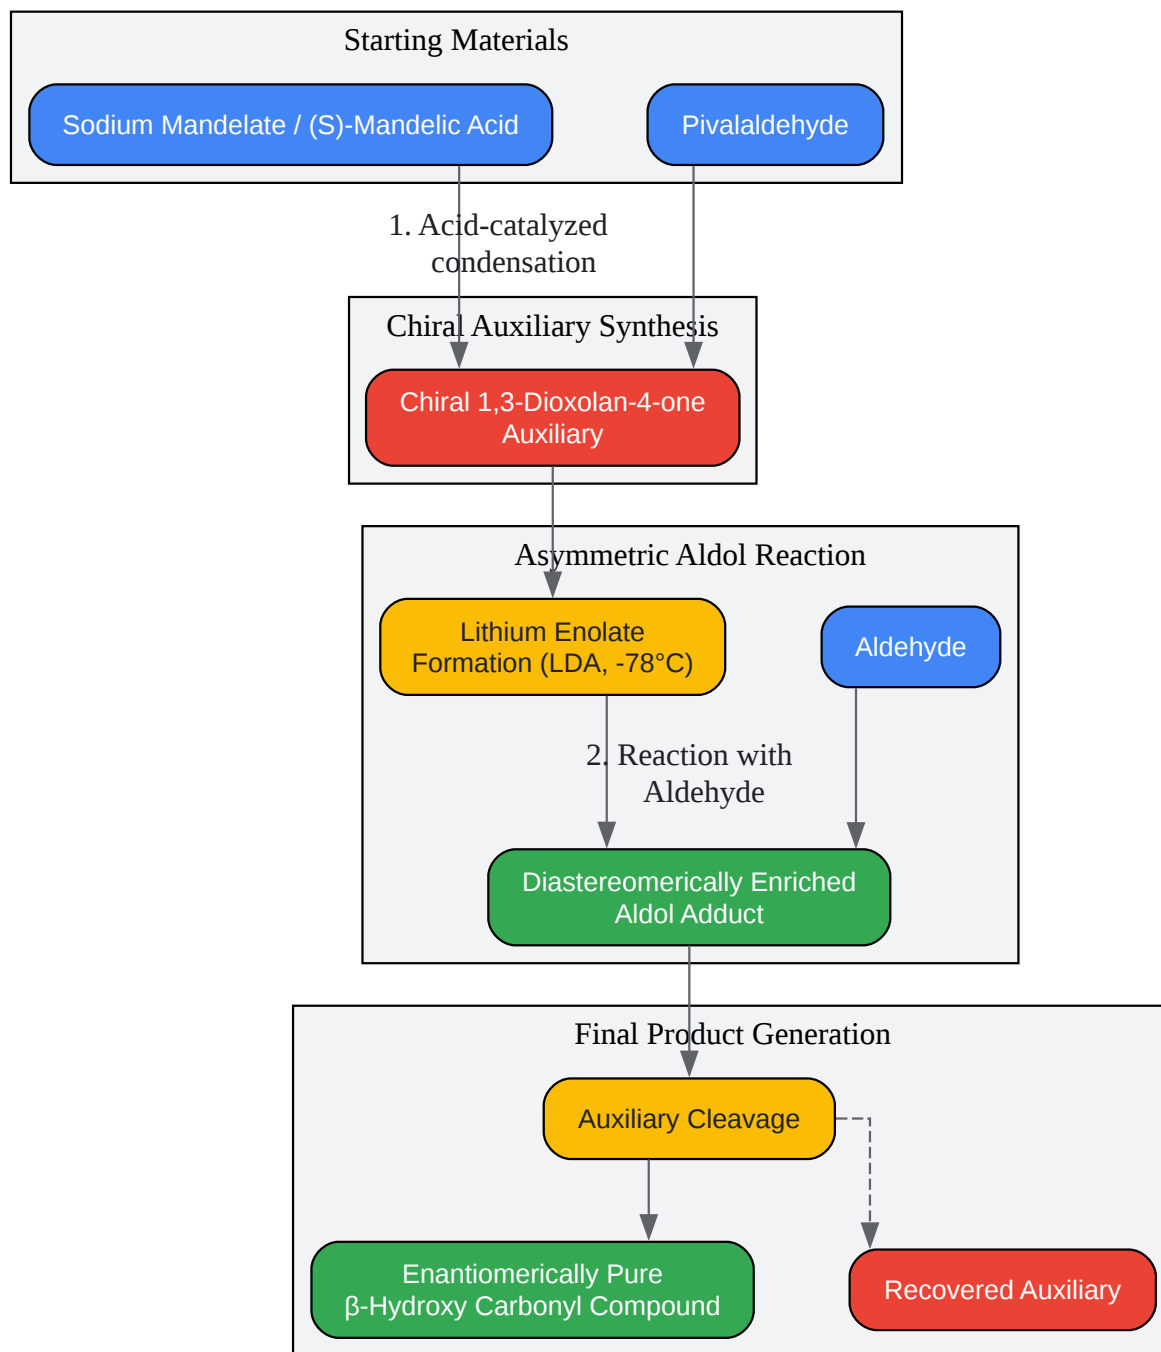 Starting Materials
Sodium Mandelate / (S)-Mandelic Acid
Pivalaldehyde
1. Acid-catalyzed
condensation
Chiral Auxiliary Synthesis
Chiral 1,3-Dioxolan-4-one
Auxiliary
Asymmetric Aldol Reaction
Lithium Enolate
Formation (LDA, -78°C)
Aldehyde
2. Reaction with
Aldehyde
Diastereomerically Enriched
Aldol Adduct
Final Product Generation
Auxiliary Cleavage
Enantiomerically Pure
β-Hydroxy Carbonyl Compound
Recovered Auxiliary